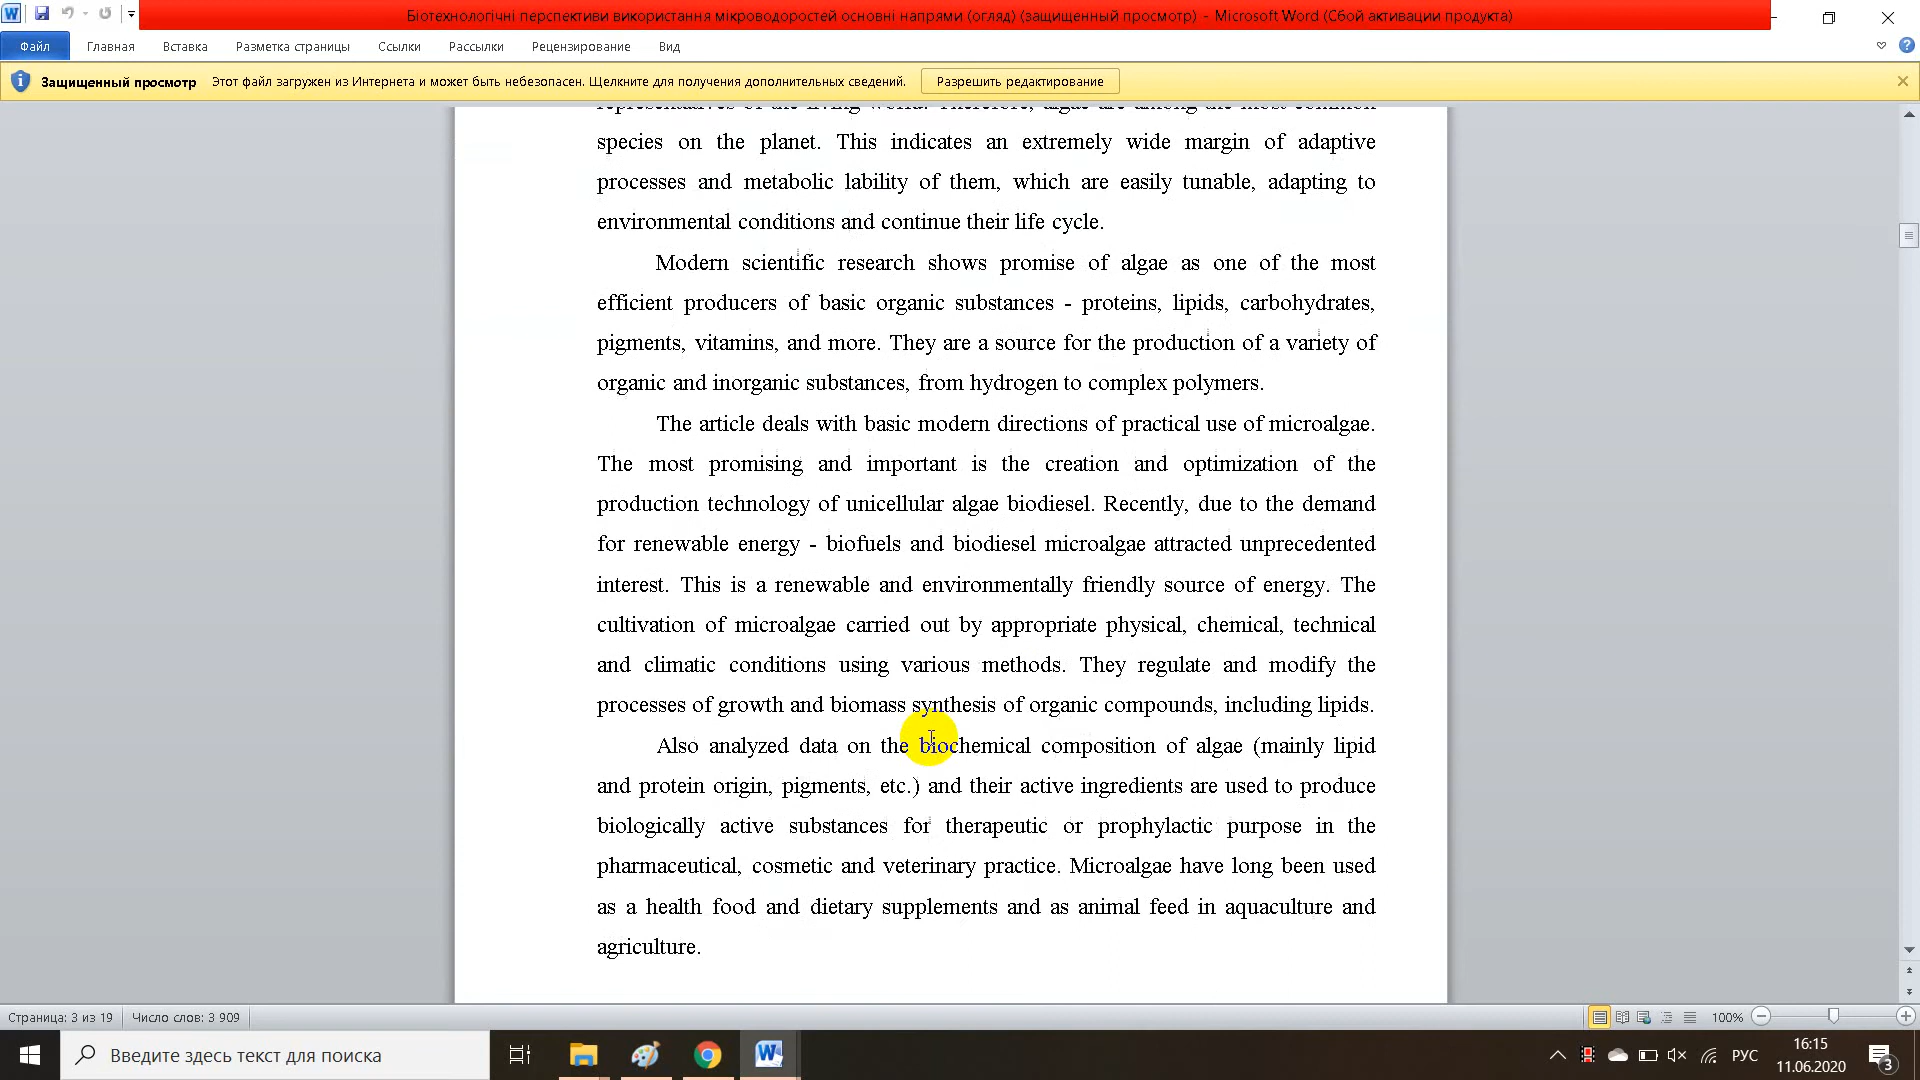 Біотехнологічні перспективи використання мікроводоростей основні напрями (огляд) (защищенный просмотр) - Microsoft Word (Сбой активации продукта)
Файл Главная Вставка Разметка страницы Ссылки Рассылки Рецензирование Вид
Защищенный просмотр Этот файл загружен из Интернета и может быть небезопасен. Щелкните для получения дополнительных сведений. Разрешить редактирование
representatives of the living world. Therefore, algae are among the most common
species on the planet. This indicates an extremely wide margin of adaptive
processes and metabolic lability of them, which are easily tunable, adapting to
environmental conditions and continue their life cycle.
Modern scientific research shows promise of algae as one of the most
efficient producers of basic organic substances - proteins, lipids, carbohydrates,
pigments, vitamins, and more. They are a source for the production of a variety of
organic and inorganic substances, from hydrogen to complex polymers.
The article deals with basic modern directions of practical use of microalgae.
The most promising and important is the creation and optimization of the
production technology of unicellular algae biodiesel. Recently, due to the demand
for renewable energy - biofuels and biodiesel microalgae attracted unprecedented
interest. This is a renewable and environmentally friendly source of energy. The
cultivation of microalgae carried out by appropriate physical, chemical, technical
and climatic conditions using various methods. They regulate and modify the
processes of growth and biomass synthesis of organic compounds, including lipids.
Also analyzed data on the biochemical composition of algae (mainly lipid
and protein origin, pigments, etc.) and their active ingredients are used to produce
biologically active substances for therapeutic or prophylactic purpose in the
pharmaceutical, cosmetic and veterinary practice. Microalgae have long been used
as a health food and dietary supplements and as animal feed in aquaculture and
agriculture.
Страница: 3 из 19 Число слов: 3 909 100%
Введите здесь текст для поиска РУС 16:15
11.06.2020 3